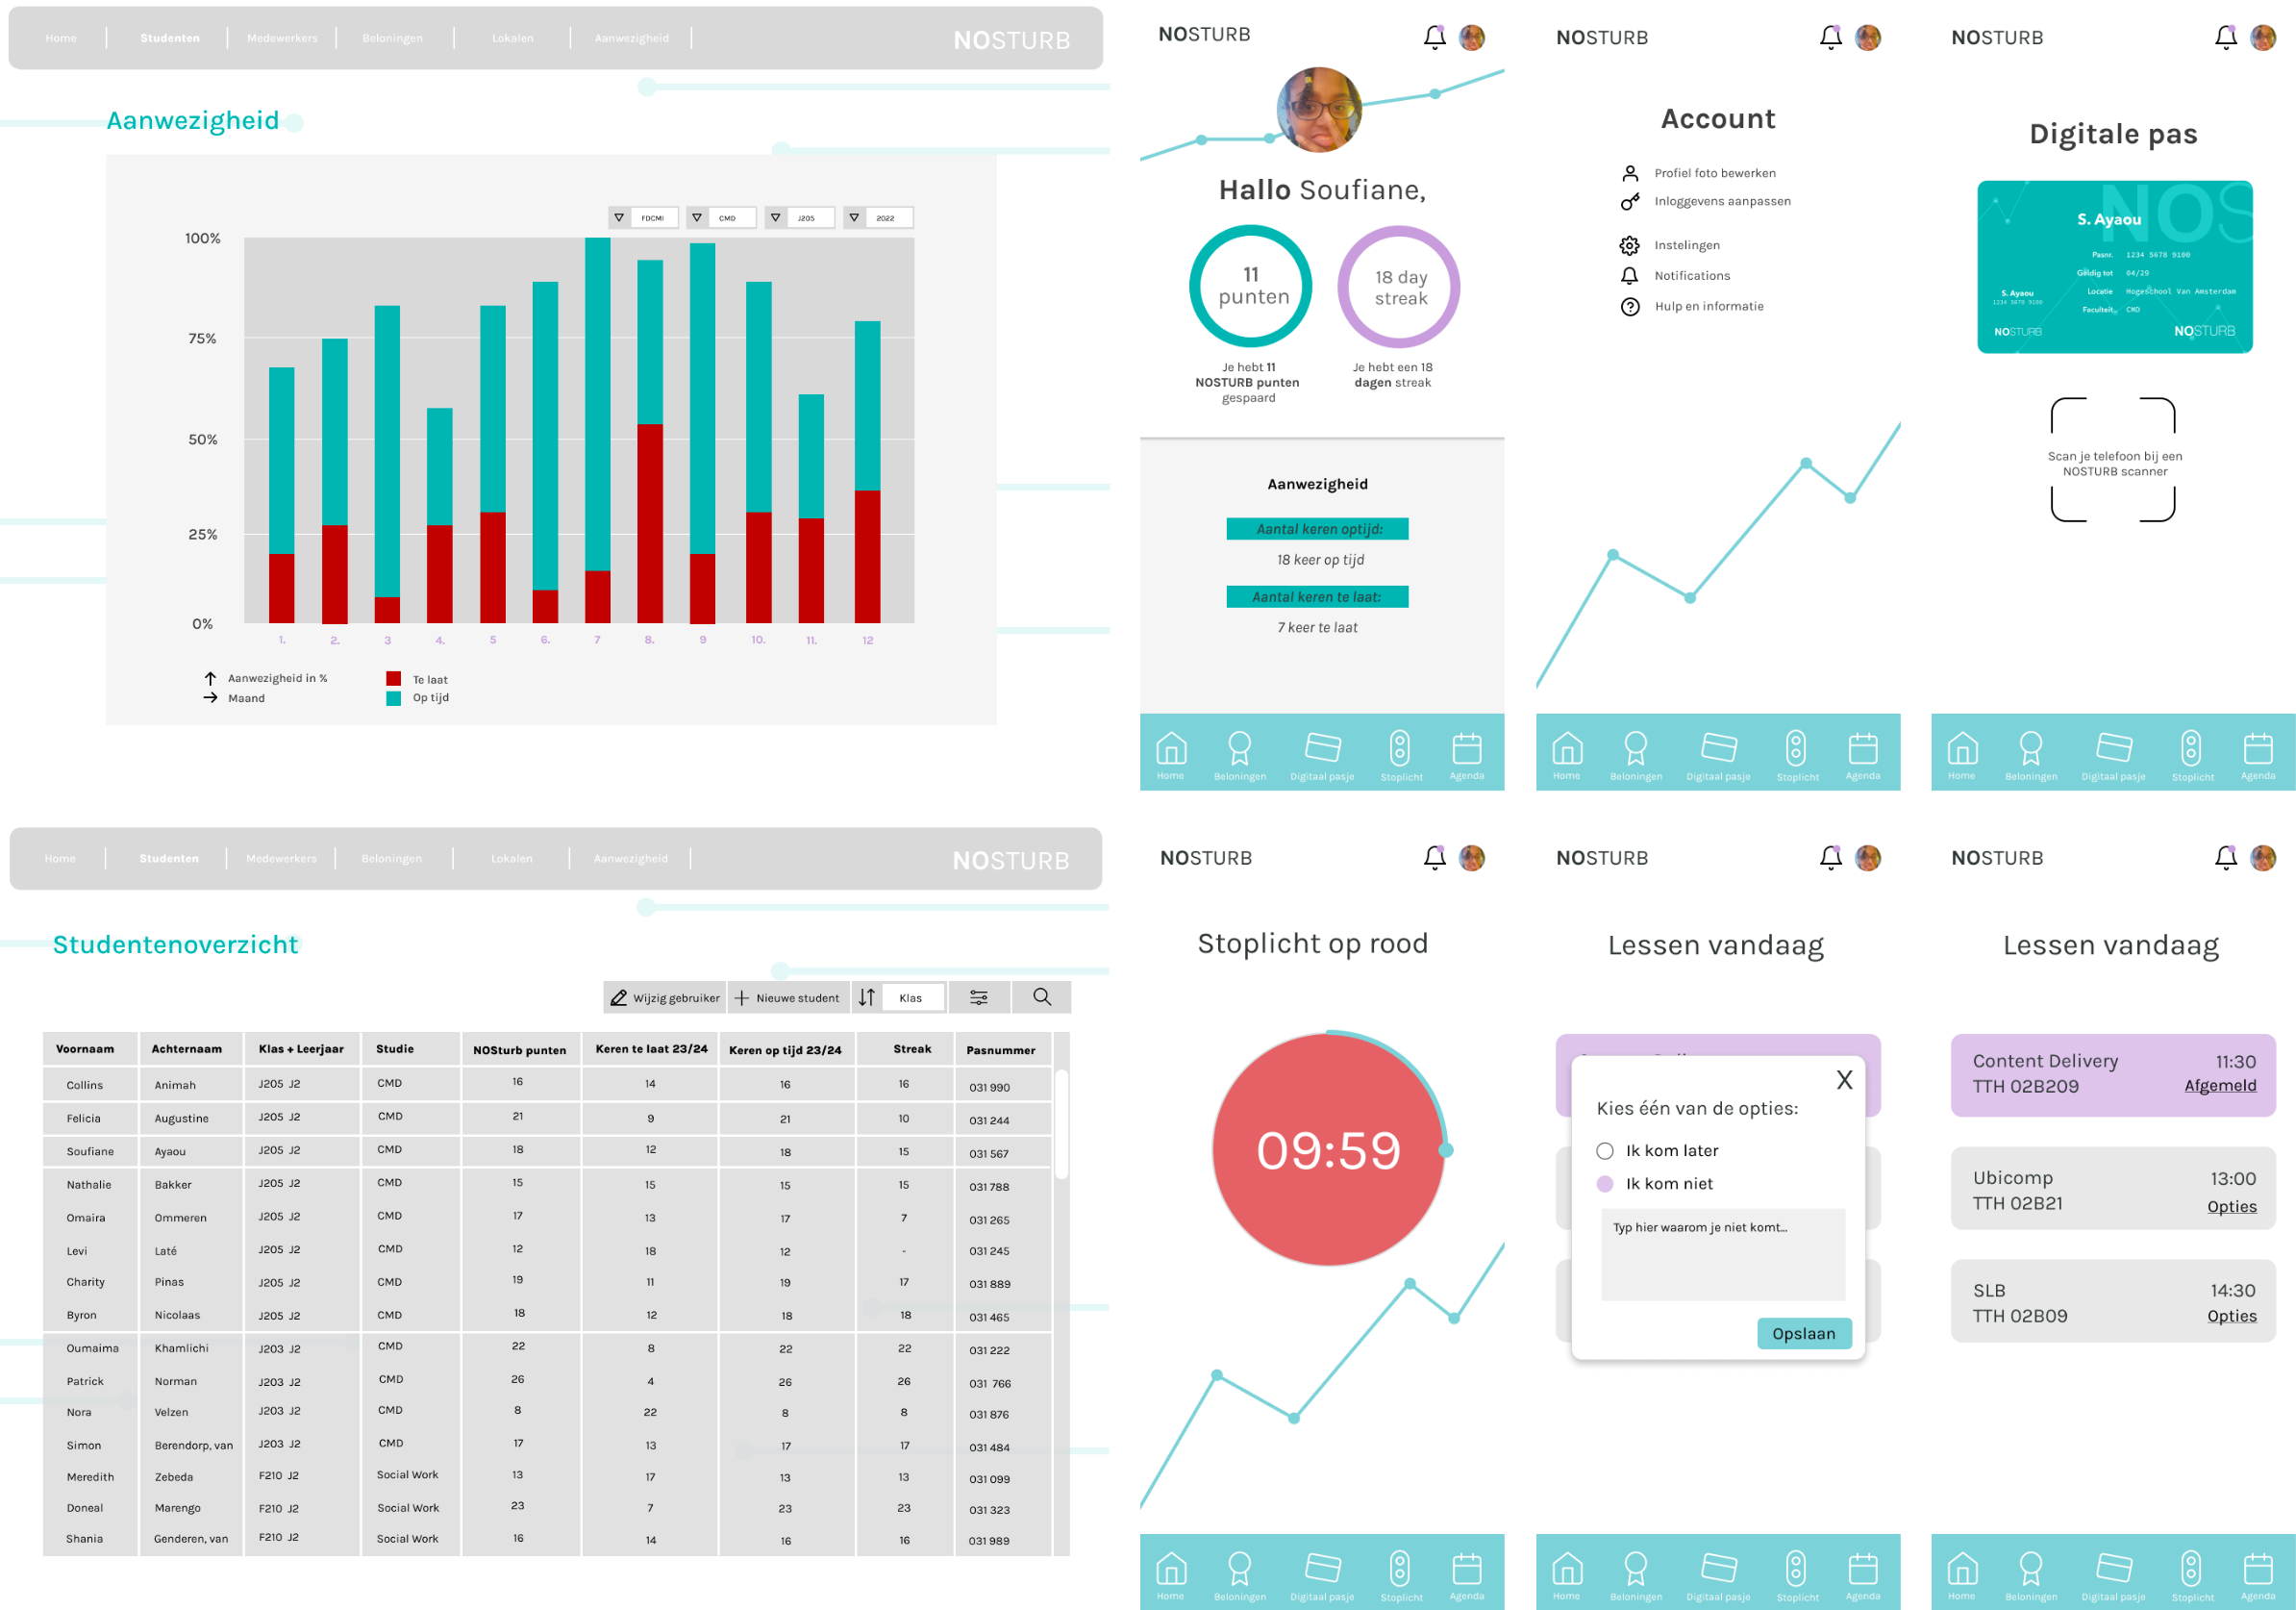 Home Studenten Medewerkers Beloningen Lokalen Aanwezigheid NOSTURB
Aanwezigheid
FDCMI CMD J205 2022
100%
75%
50%
25%
0%
1. 2. 3 4. 5 6. 7 8. 9 10. 11. 12
Aanwezigheid in %
Maand
Te laat
Op tijd
NOSTURB
Hallo Soufiane,
11
punten
18 day
streak
Je hebt 11
NOSTURB punten
gespaard
Je hebt een 18
dagen streak
Aanwezigheid
Aantal keren optijd:
18 keer op tijd
Aantal keren te laat:
7 keer te laat
Home Beloningen Digitaal pasje Stoplicht Agenda
NOSTURB
Account
Profiel foto bewerken
Inloggevens aanpassen
Instelingen
Notifications
Hulp en informatie
Home Beloningen Digitaal pasje Stoplicht Agenda
NOSTURB
Digitale pas
NOS
S. Ayaou
Pasnr. 1234 5678 9100
Geldig tot 04/29
Locatie Hogeschool Van Amsterdam
Faculteit CMD
S. Ayaou
1234 5678 9100
NOSTURB
NOSTURB
Scan je telefoon bij een
NOSTURB scanner
Home Beloningen Digitaal pasje Stoplicht Agenda
Home Studenten Medewerkers Beloningen Lokalen Aanwezigheid NOSTURB
Studentenoverzicht
Wijzig gebruiker Nieuwe student Klas
Voornaam Achternaam Klas + Leerjaar Studie NOSturb punten Keren te laat 23/24 Keren op tijd 23/24 Streak Pasnummer
Collins Animah J205 J2 CMD 16 14 16 16 031 990
Felicia Augustine J205 J2 CMD 21 9 21 10 031 244
Soufiane Ayaou J205 J2 CMD 18 12 18 15 031 567
Nathalie Bakker J205 J2 CMD 15 15 15 15 031 788
Omaira Ommeren J205 J2 CMD 17 13 17 7 031 265
Levi Laté J205 J2 CMD 12 18 12 - 031 245
Charity Pinas J205 J2 CMD 19 11 19 17 031 889
Byron Nicolaas J205 J2 CMD 18 12 18 18 031 465
Oumaima Khamlichi J203 J2 CMD 22 8 22 22 031 222
Patrick Norman J203 J2 CMD 26 4 26 26 031 766
Nora Velzen J203 J2 CMD 8 22 8 8 031 876
Simon Berendorp, van J203 J2 CMD 17 13 17 17 031 484
Meredith Zebeda F210 J2 Social Work 13 17 13 13 031 099
Doneal Marengo F210 J2 Social Work 23 7 23 23 031 323
Shania Genderen, van F210 J2 Social Work 16 14 16 16 031 989
NOSTURB
Stoplicht op rood
09:59
Home Beloningen Digitaal pasje Stoplicht Agenda
NOSTURB
Lessen vandaag
X
Kies één van de opties:
Ik kom later
Ik kom niet
Typ hier waarom je niet komt...
Opslaan
Home Beloningen Digitaal pasje Stoplicht Agenda
NOSTURB
Lessen vandaag
Content Delivery 11:30
TTH 02B209 Afgemeld
Ubicomp 13:00
TTH 02B21 Opties
SLB 14:30
TTH 02B09 Opties
Home Beloningen Digitaal pasje Stoplicht Agenda